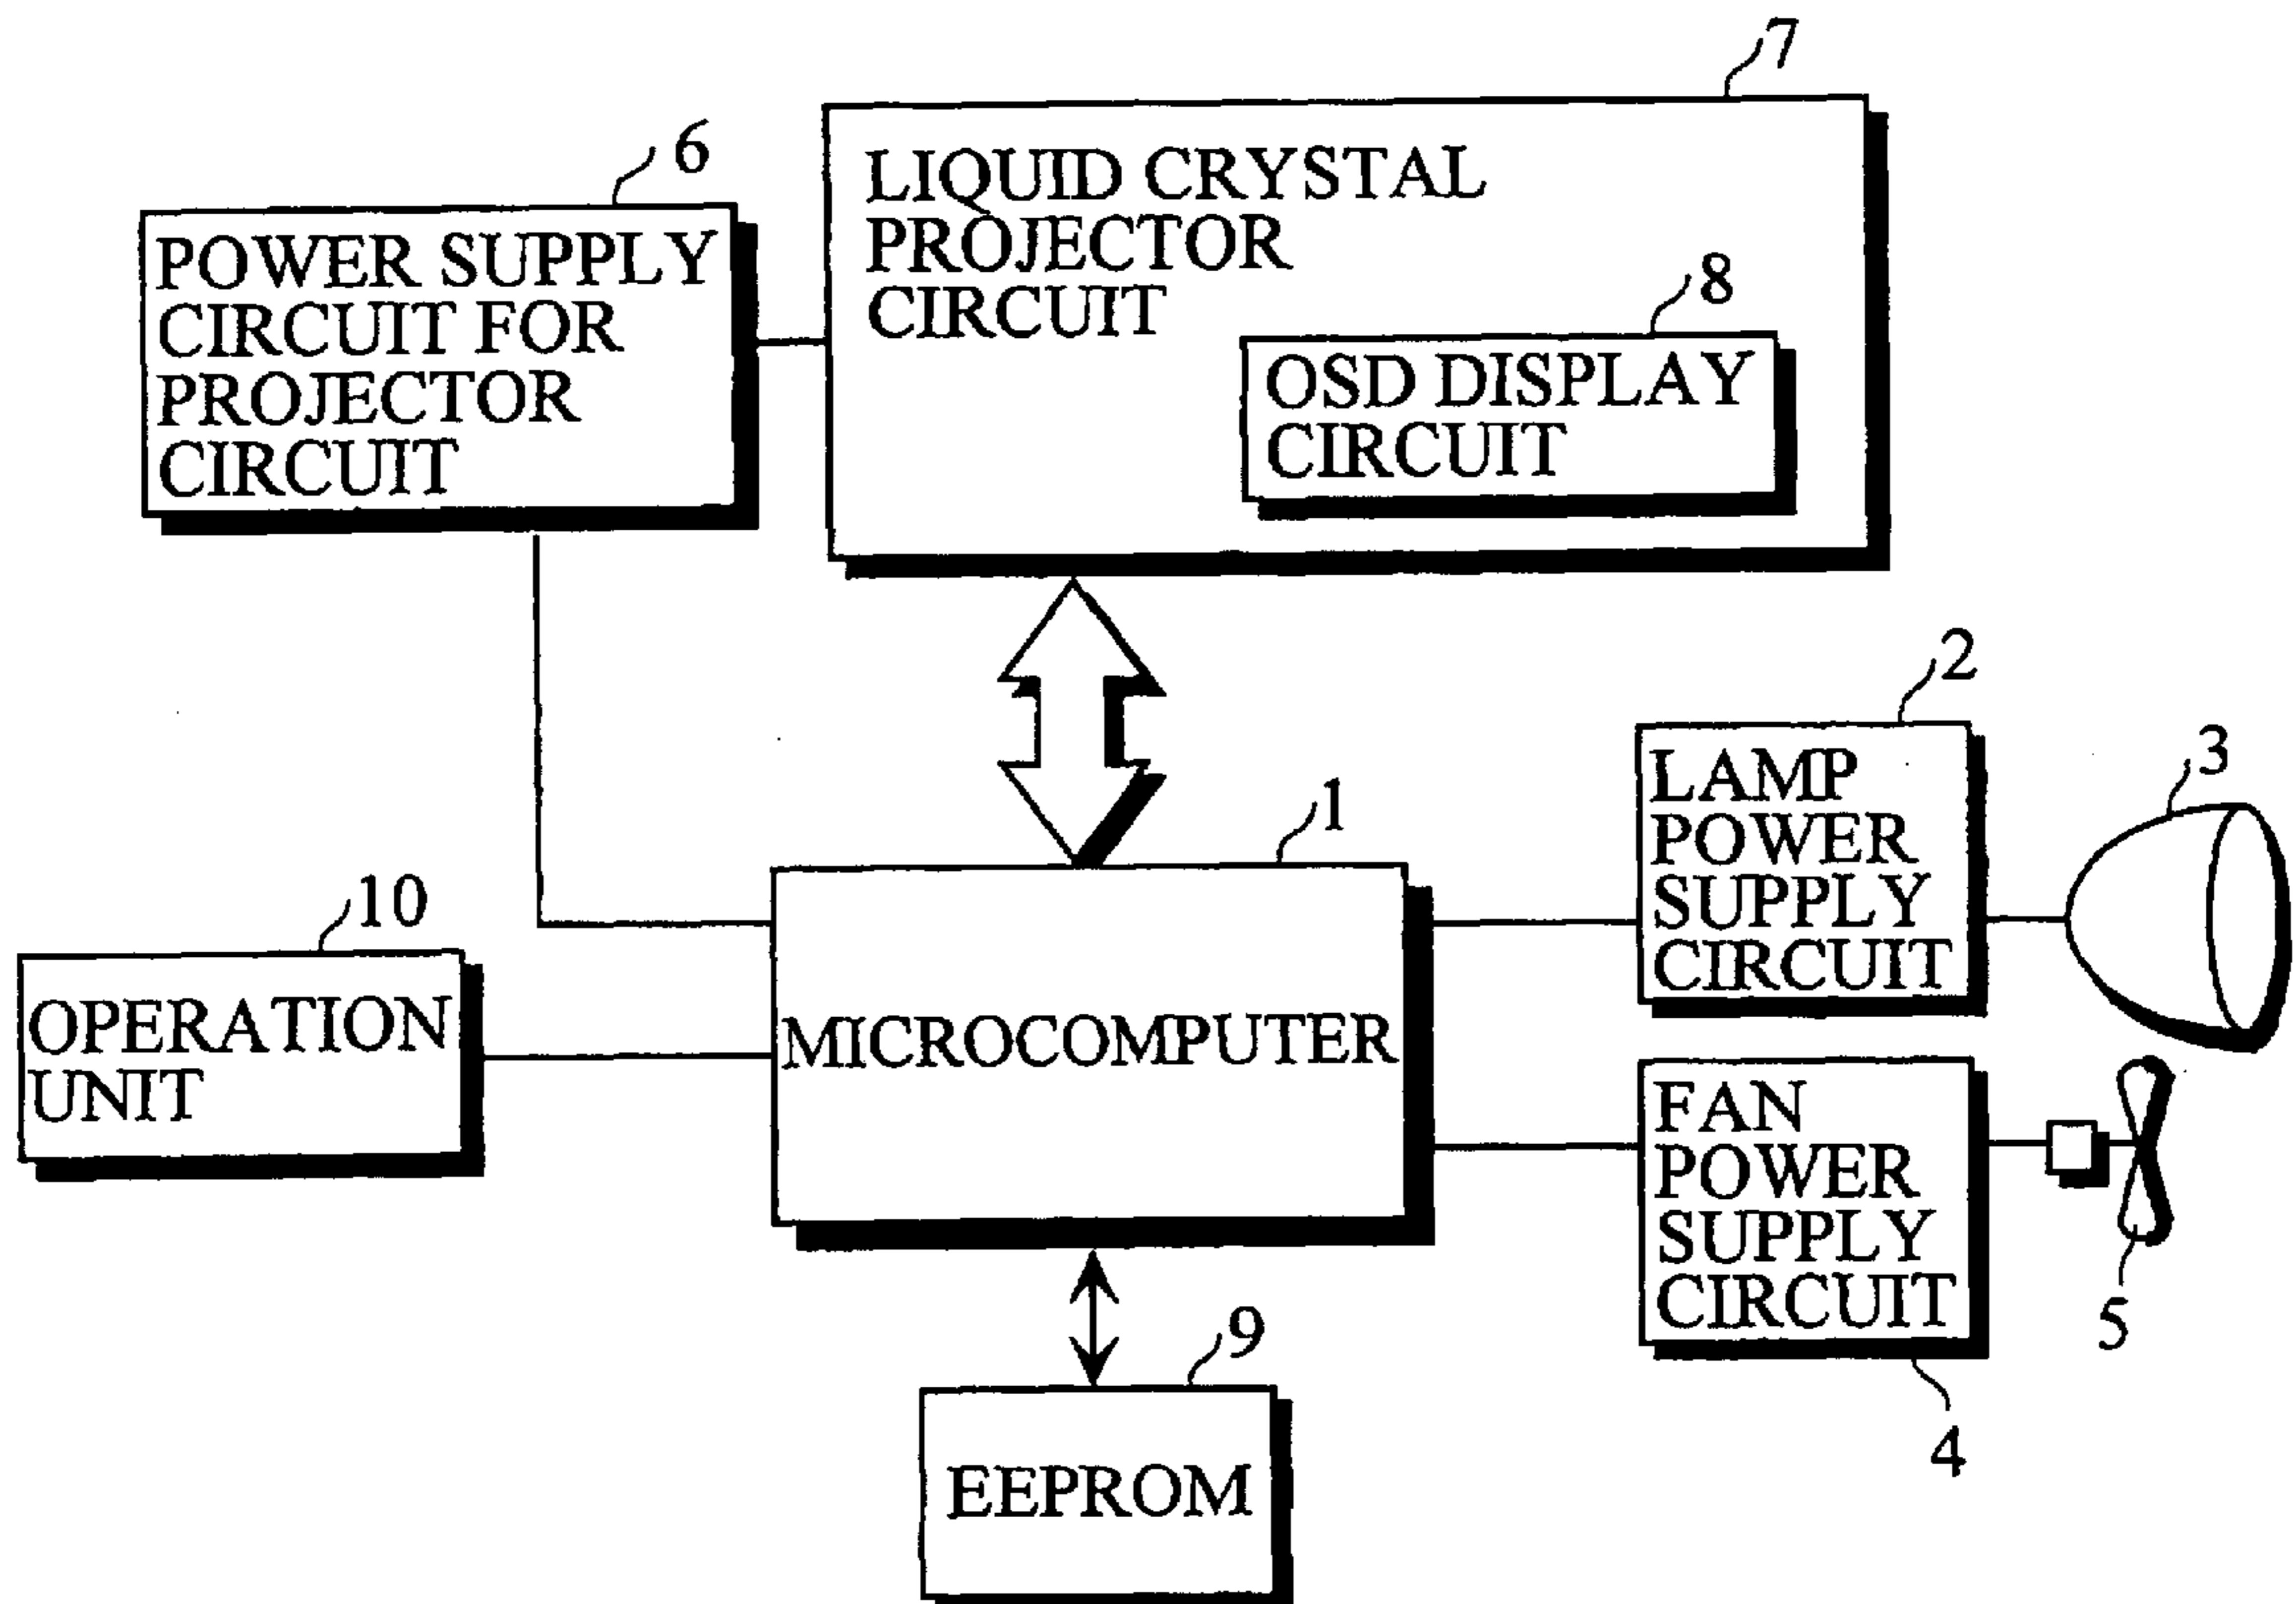 7
LIQUID CRYSTAL
PROJECTOR
CIRCUIT
8
OSD DISPLAY
CIRCUIT
6
POWER SUPPLY
CIRCUIT FOR
PROJECTOR
CIRCUIT
2
LAMP
POWER
SUPPLY
CIRCUIT
3
1
MICROCOMPUTER
10
OPERATION
UNIT
FAN
POWER
SUPPLY
CIRCUIT
5
4
9
EEPROM